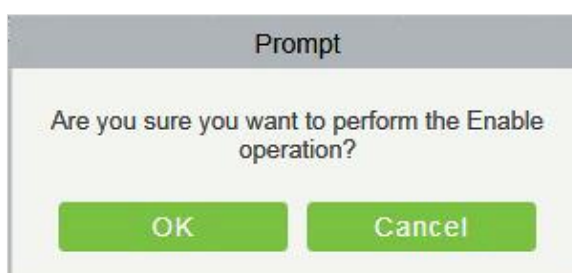 Prompt
Are you sure you want to perform the Enable
operation?
OK
Cancel